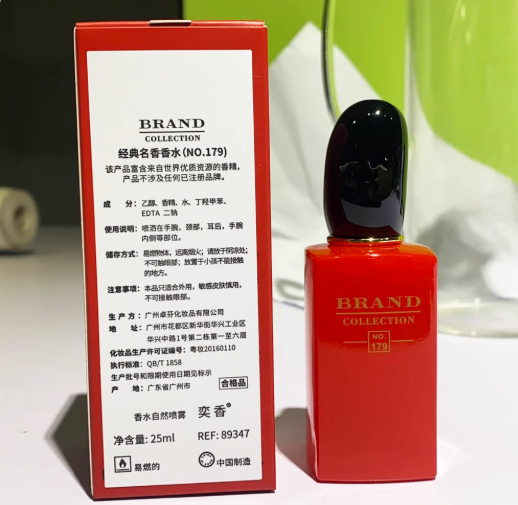 BRAND
COLLECTION
经典名香香水(NO.179)
该产品富含来自世界优质资源的香精,
产品不涉及任何已注册品牌。
成　　分：乙醇、香精、水、丁羟甲苯、
EDTA 二钠
使用说明：喷洒在手腕，颈部，耳后，手腕
内侧等部位。
储存方式：易燃物体，远离烟火；请放于阴凉处；
不可触眼部；放置于小孩不能接触
的地方。
注意事项：本品只适合外用，敏感皮肤慎用，
不可接触眼部。
生 产 方：广州卓芬化妆品有限公司
地　　址：广州市花都区新华街华兴工业区
华兴中路1号第二栋第一至六层
化妆品生产许可证编号：粤妆20160110
执行标准：QB/T 1858
生产批号和限期使用日期见标示
产　　地：广东省广州市
合格品
香水自然喷雾 奕香®
净含量: 25ml REF: 89347
易燃的 中国制造
BRAND
COLLECTION
NO.
179